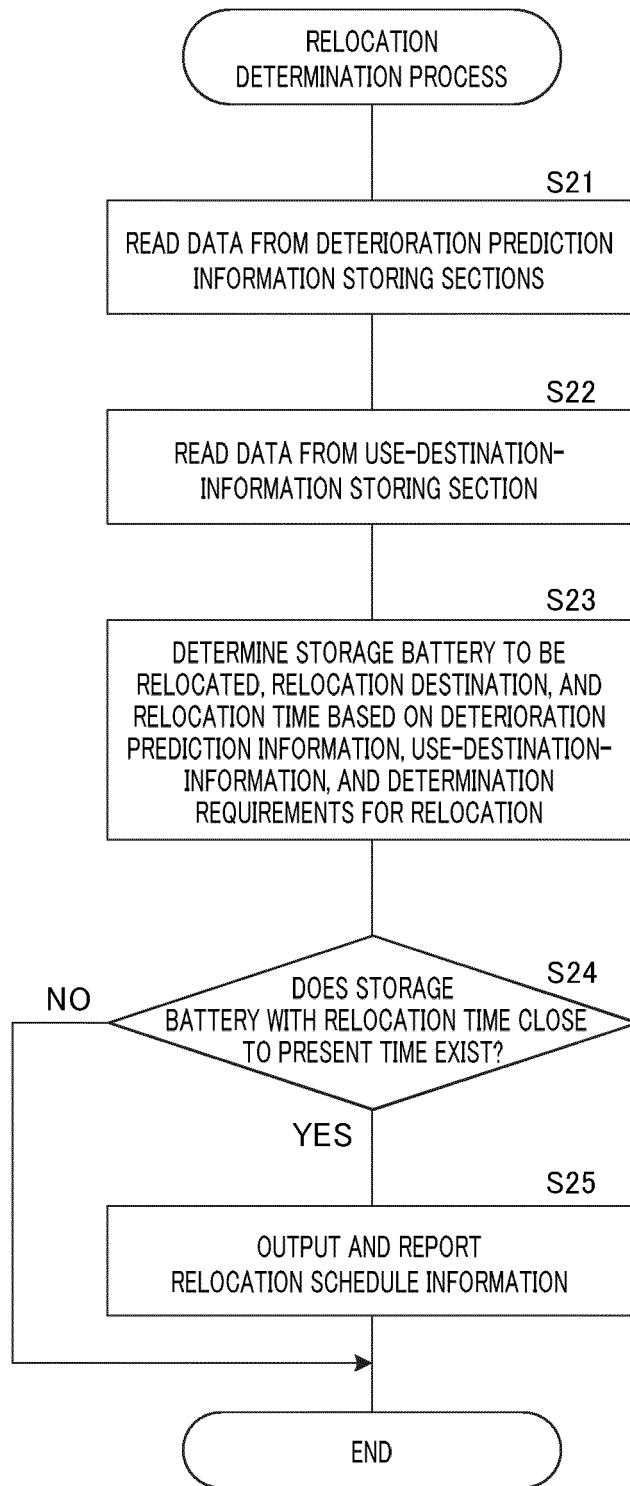 RELOCATION
DETERMINATION PROCESS
S21
READ DATA FROM DETERIORATION PREDICTION
INFORMATION STORING SECTIONS
S22
READ DATA FROM USE-DESTINATION-
INFORMATION STORING SECTION
S23
DETERMINE STORAGE BATTERY TO BE
RELOCATED, RELOCATION DESTINATION, AND
RELOCATION TIME BASED ON DETERIORATION
PREDICTION INFORMATION, USE-DESTINATION-
INFORMATION, AND DETERMINATION
REQUIREMENTS FOR RELOCATION
S24
NO
DOES STORAGE
BATTERY WITH RELOCATION TIME CLOSE
TO PRESENT TIME EXIST?
YES
S25
OUTPUT AND REPORT
RELOCATION SCHEDULE INFORMATION
END